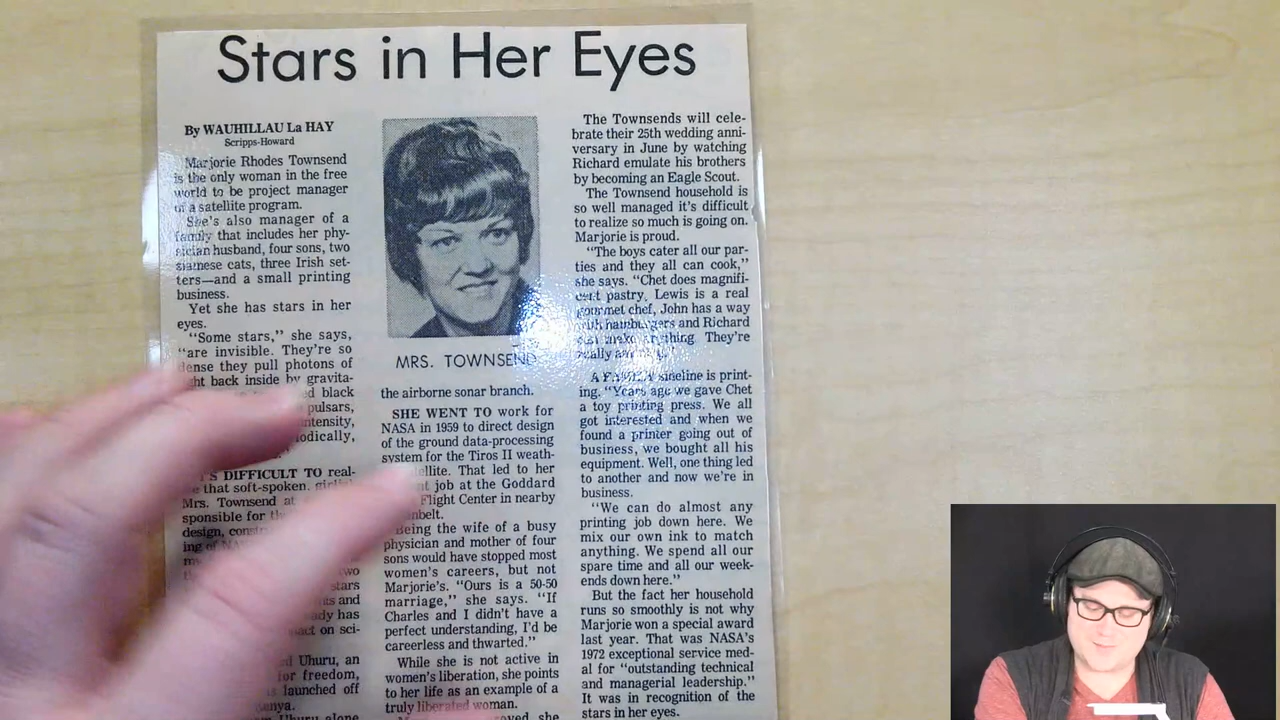 Stars in Her Eyes
By WAUHILLAU La HAY
Scripps-Howard
Marjorie Rhodes Townsend
is the only woman in the free
world to be project manager
of a satellite program.
She's also manager of a
family that includes her phy-
sician husband, four sons, two
siamese cats, three Irish set-
ters—and a small printing
business.
Yet she has stars in her
eyes.
"Some stars," she says,
"are invisible. They're so
dense they pull photons of
back inside by gravita-
black
pulsars,
DIFFICULT TO real-
that soft-spoken,
Mrs. Townsend
design,
two
stars
and
has
on sci-
Uhuru, an
for freedom,
launched off
Uhuru alone
MRS. TOWNSEND
the airborne sonar branch.
SHE WENT TO work for
NASA in 1959 to direct design
of the ground data-processing
system for the Tiros II weath-
That led to her
job at the Goddard
Flight Center in nearby
Being the wife of a busy
physician and mother of four
sons would have stopped most
women's careers, but not
Marjorie's. "Ours is a 50-50
marriage," she says. "If
Charles and I didn't have a
perfect understanding, I'd be
careerless and thwarted."
While she is not active in
women's liberation, she points
to her life as an example of a
truly liberated woman.
she
The Townsends will cele-
brate their 25th wedding anni-
versary in June by watching
Richard emulate his brothers
by becoming an Eagle Scout.
The Townsend household is
so well managed it's difficult
to realize so much is going on.
Marjorie is proud.
"The boys cater all our par-
ties and they all can cook,"
she says. "Chet does magnifi-
cent pastry, Lewis is a real
gourmet chef, John has a way
with hamburgers and Richard
can make anything. They're
really
A FAMILY sideline is print-
ing. "Years ago we gave Chet
a toy printing press. We all
got interested and when we
found a printer going out of
business, we bought all his
equipment. Well, one thing led
to another and now we're in
business.
"We can do almost any
printing job down here. We
mix our own ink to match
anything. We spend all our
spare time and all our week-
ends down here."
But the fact her household
runs so smoothly is not why
Marjorie won a special award
last year. That was NASA's
1972 exceptional service med-
al for "outstanding technical
and managerial leadership."
It was in recognition of the
stars in her eyes.